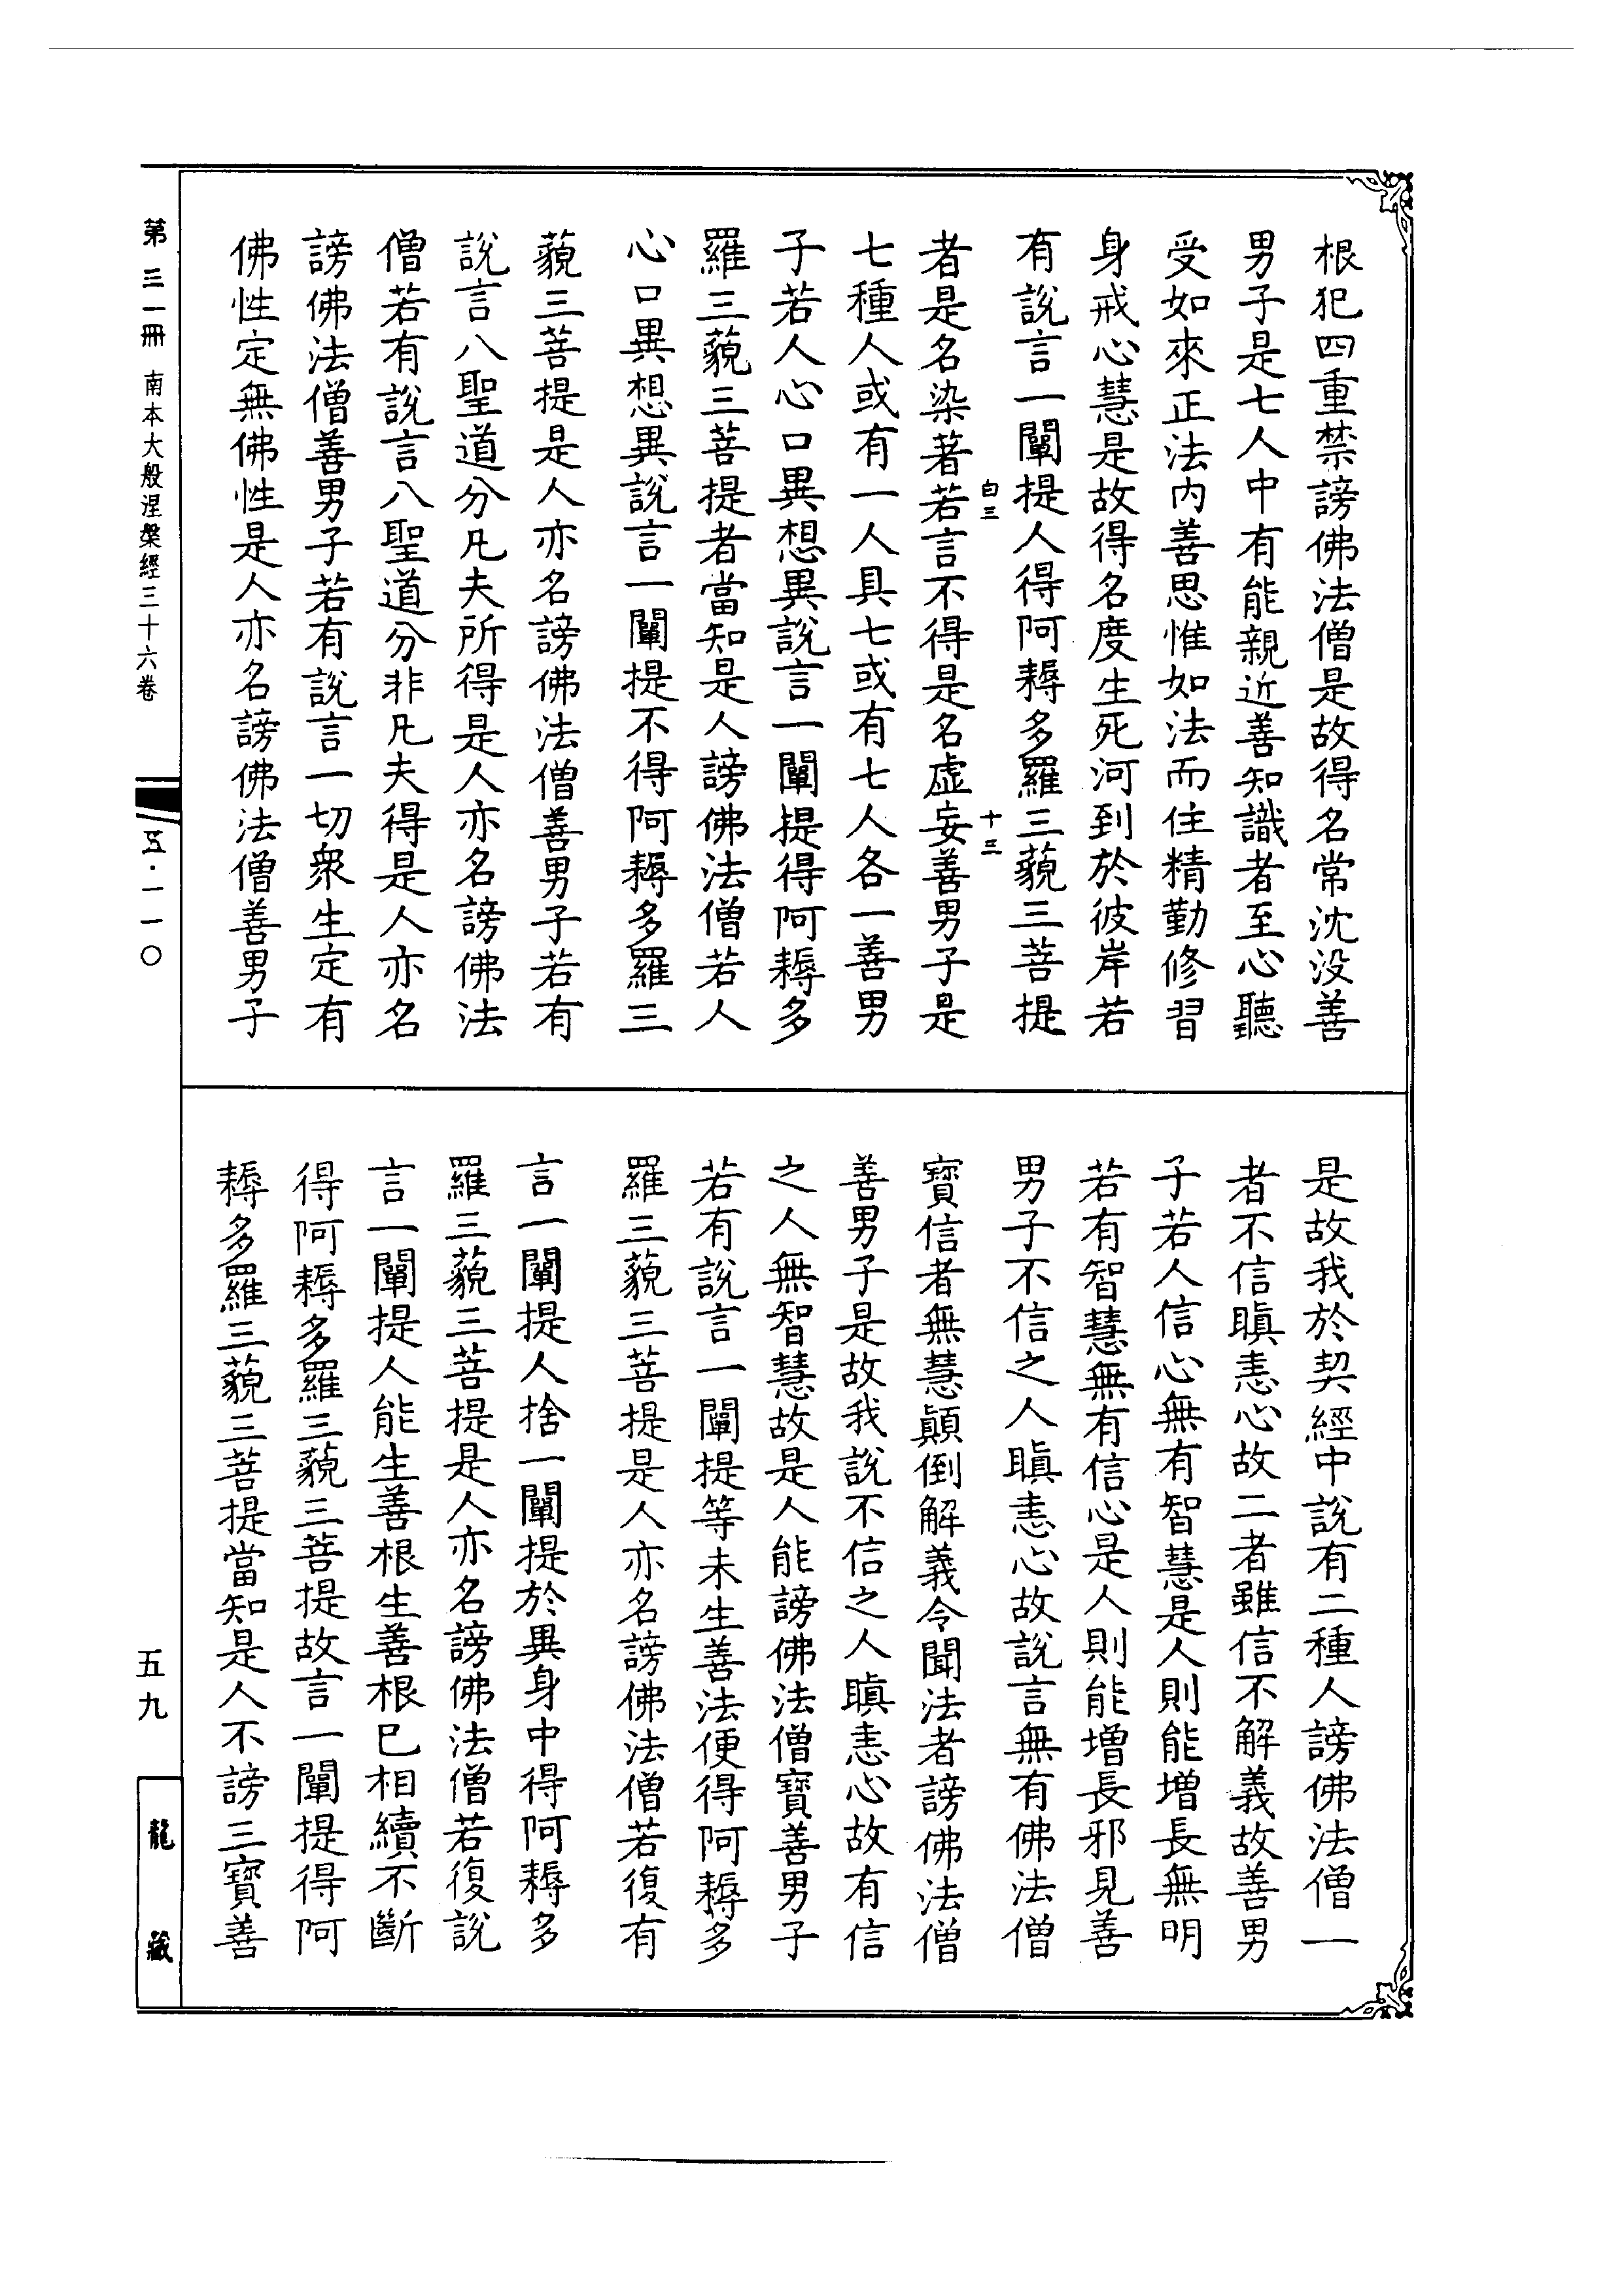 根犯四重禁謗佛法僧是故得名常沈没善
男子是七人中有能親近善知識者至心聽
受如來正法内善思惟如法而住精勤修習
身戒心慧是故得名度生死河到於彼岸若
有說言一闡提人得阿耨多羅三藐三菩提
白三
十三
者是名染著若言不得是名虚妄善男子是
七種人或有一人具七或有七人各一善男
子若人心口異想異說言一闡提得阿耨多
羅三藐三菩提者當知是人謗佛法僧若人
心口異想異說言一闡提不得阿耨多羅三
藐三菩提是人亦名謗佛法僧善男子若有
說言八聖道分凡夫所得是人亦名謗佛法
僧若有說言八聖道分非凡夫得是人亦名
謗佛法僧善男子若有說言一切衆生定有
佛性定無佛性是人亦名謗佛法僧善男子
是故我於契經中說有二種人謗佛法僧一
者不信瞋恚心故二者雖信不解義故善男
子若人信心無有智慧是人則能增長無明
若有智慧無有信心是人則能增長邪見善
男子不信之人瞋恚心故說言無有佛法僧
寶信者無慧顛倒解義令聞法者謗佛法僧
善男子是故我說不信之人瞋恚心故有信
之人無智慧故是人能謗佛法僧寶善男子
若有說言一闡提等未生善法便得阿耨多
羅三藐三菩提是人亦名謗佛法僧若復有
言一闡提人捨一闡提於異身中得阿耨多
羅三藐三菩提是人亦名謗佛法僧若復說
言一闡提人能生善根生善根已相續不斷
得阿耨多羅三藐三菩提故言一闡提得阿
耨多羅三藐三菩提當知是人不謗三寶善
第三一冊 南本大般涅槃經三十六卷
五·一一〇
五九
龍藏